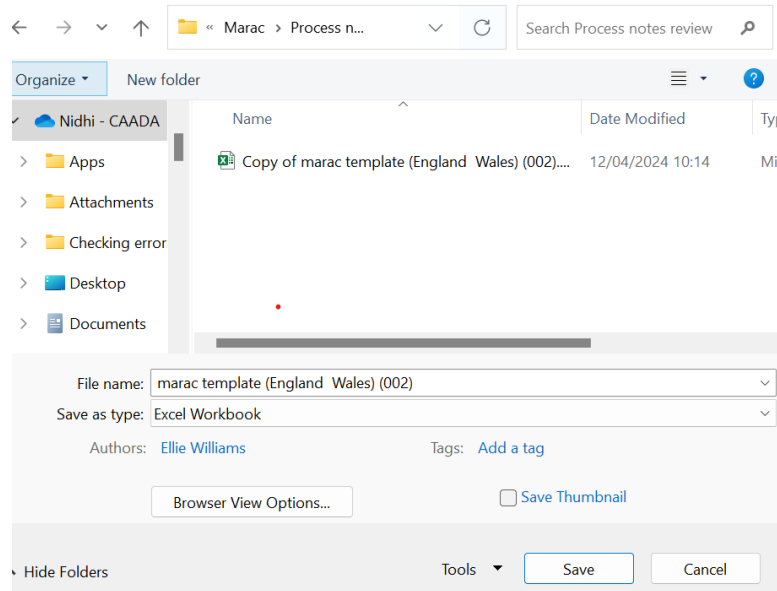 « Marac > Process n...
Search Process notes review
Organize
New folder
?
Nidhi - CAADA
Name
Date Modified
Ty
Apps
Copy of marac template (England  Wales) (002)....
12/04/2024 10:14
Mi
Attachments
Checking error
Desktop
Documents
File name: marac template (England  Wales) (002)
Save as type: Excel Workbook
Authors: Ellie Williams
Tags: Add a tag
Browser View Options...
Save Thumbnail
Hide Folders
Tools
Save
Cancel